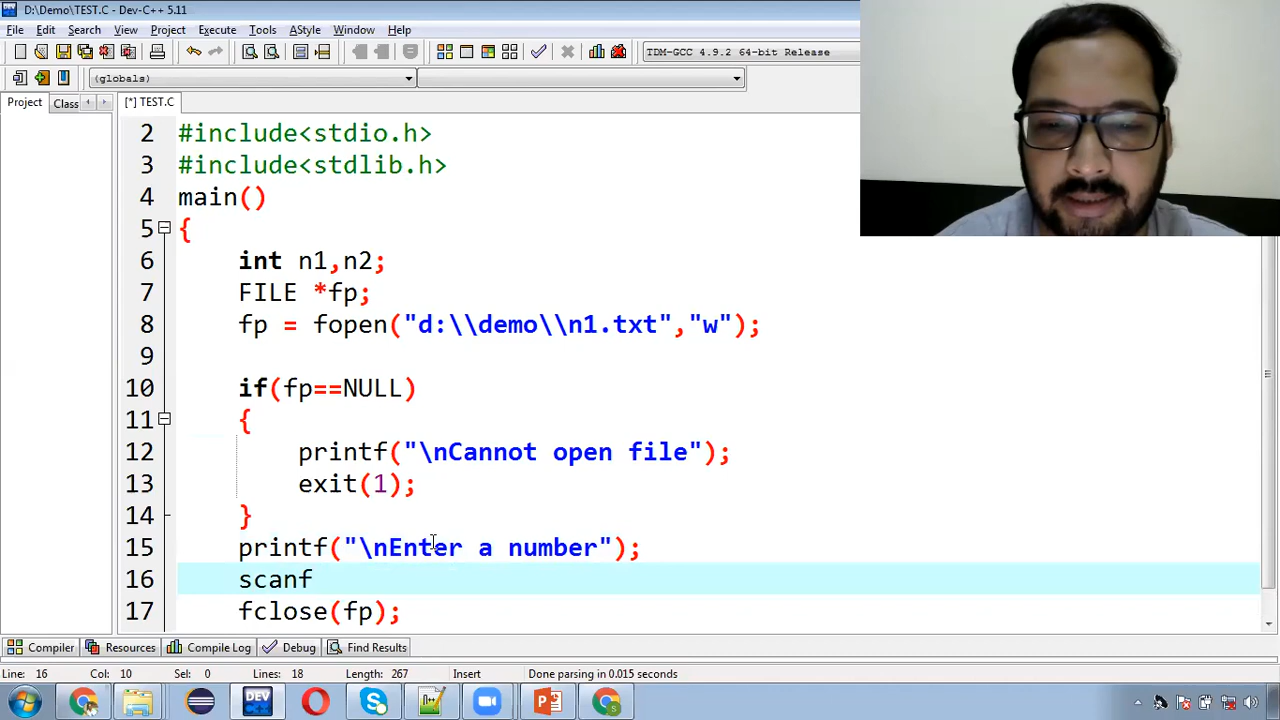 D:\Demo\TEST.C - Dev-C++ 5.11
File Edit Search View Project Execute Tools AStyle Window Help
TDM-GCC 4.9.2 64-bit Release
(globals)
Project Class [*] TEST.C
2 #include<stdio.h>
3 #include<stdlib.h>
4 main()
5 {
6 int n1,n2;
7 FILE *fp;
8 fp = fopen("d:\\demo\\n1.txt","w");
9
10 if(fp==NULL)
11 {
12 printf("\nCannot open file");
13 exit(1);
14 }
15 printf("\nEnter a number");
16 scanf
17 fclose(fp);
Compiler Resources Compile Log Debug Find Results
Line: 16 Col: 10 Sel: 0 Lines: 18 Length: 267 Insert Done parsing in 0.015 seconds